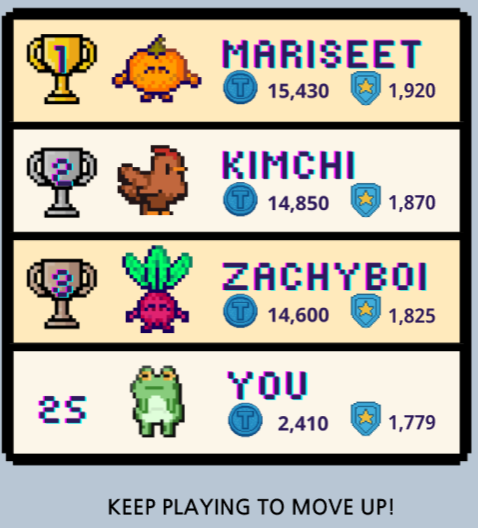 1
MARISEET
T 15,430 1,920
2
KIMCHI
T 14,850 1,870
3
ZACHYBOI
T 14,600 1,825
25
YOU
T 2,410 1,779
KEEP PLAYING TO MOVE UP!